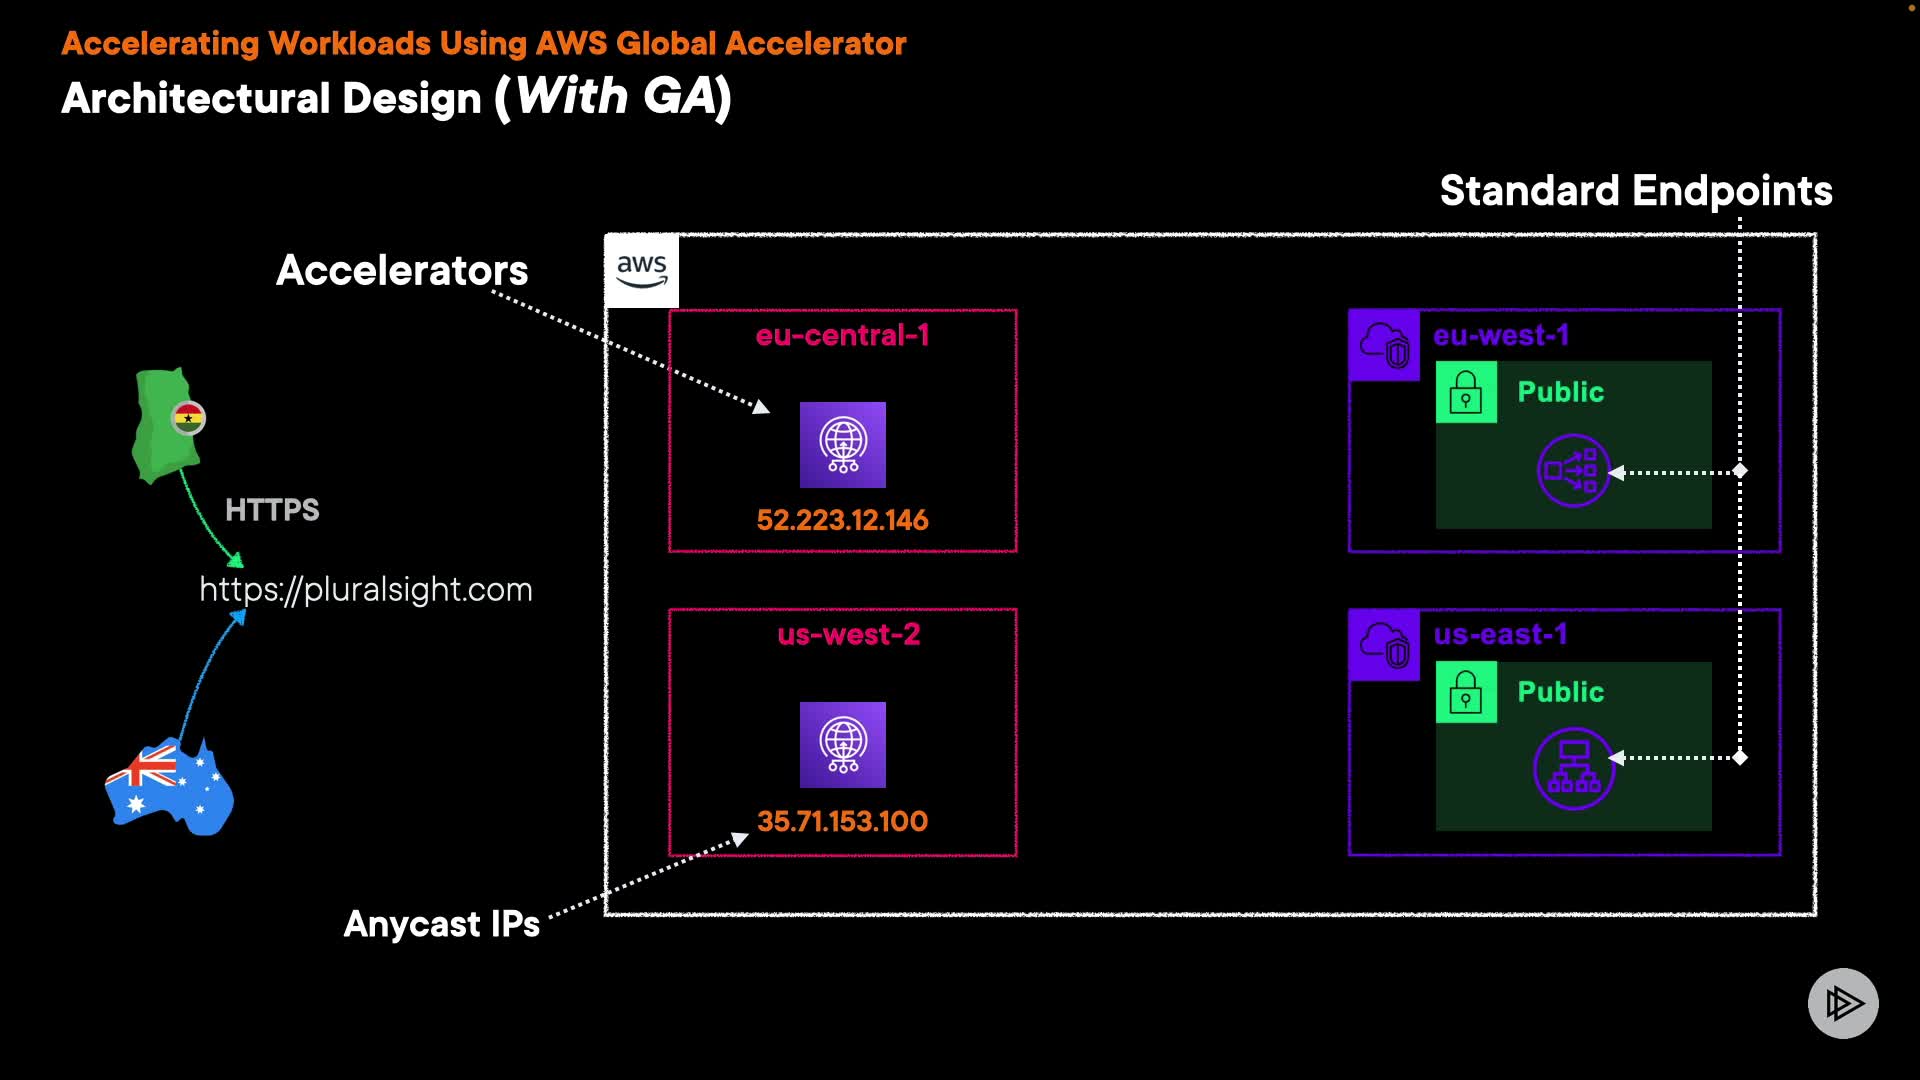 Accelerating Workloads Using AWS Global Accelerator
Architectural Design (With GA)
Standard Endpoints
Accelerators
aws
eu-central-1
52.223.12.146
eu-west-1
Public
HTTPS
https://pluralsight.com
us-west-2
35.71.153.100
us-east-1
Public
Anycast IPs